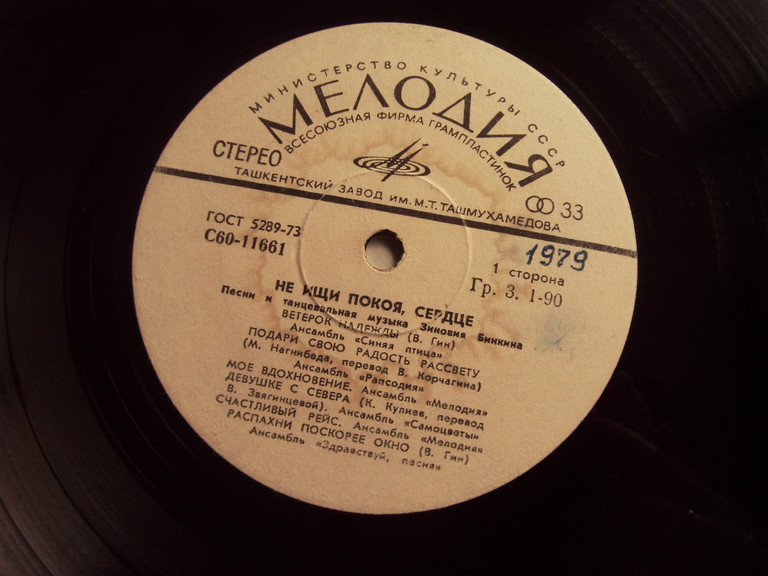 МИНИСТЕРСТВО КУЛЬТУРЫ СССР
МЕЛОДИЯ
ВСЕСОЮЗНАЯ ФИРМА ГРАМПЛАСТИНОК
СТЕРЕО
ТАШКЕНТСКИЙ ЗАВОД ИМ. М.Т. ТАШМУХАМЕДОВА
33
ГОСТ 5289-73
С60-11661
1979
1 сторона
Гр. 3. 1-90
НЕ ИЩИ ПОКОЯ, СЕРДЦЕ
Песни и танцевальная музыка Зиновия Бинкина
ВЕТЕРОК НАДЕЖДЫ (В. Гин)
Ансамбль «Синяя птица»
ПОДАРИ СВОЮ РАДОСТЬ РАССВЕТУ
(М. Нагнибеда, перевод В. Корчагина)
Ансамбль «Рапсодия»
МОЕ ВДОХНОВЕНИЕ. Ансамбль «Мелодия»
ДЕВУШКЕ С СЕВЕРА (К. Кулиев, перевод
В. Звягинцевой). Ансамбль «Самоцветы»
СЧАСТЛИВЫЙ РЕЙС. Ансамбль «Мелодия»
РАСПАХНИ ПОСКОРЕЕ ОКНО (В. Гин)
Ансамбль «Здравствуй, песня»